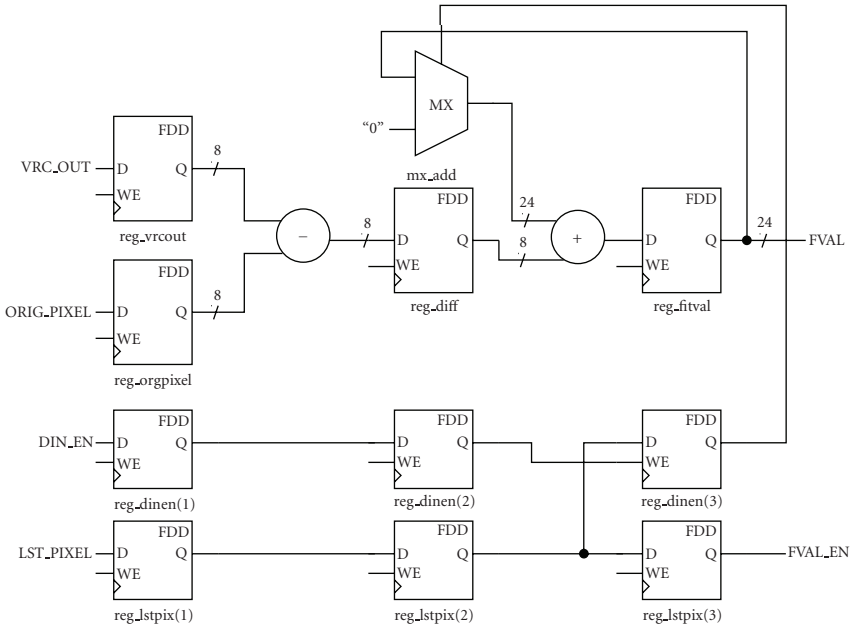 MX
“0”
mx_add
FDD
VRC_OUT
D
Q
8
WE
reg_vrcout
−
8
FDD
D
Q
WE
reg_diff
24
8
+
FDD
D
Q
WE
reg_fitval
24
FVAL
FDD
ORIG_PIXEL
D
Q
8
WE
reg_orgpixel
FDD
DIN_EN
D
Q
WE
reg_dinen(1)
FDD
D
Q
WE
reg_dinen(2)
FDD
D
Q
WE
reg_dinen(3)
FDD
LST_PIXEL
D
Q
WE
reg_lstpix(1)
FDD
D
Q
WE
reg_lstpix(2)
FDD
D
Q
WE
reg_lstpix(3)
FVAL_EN